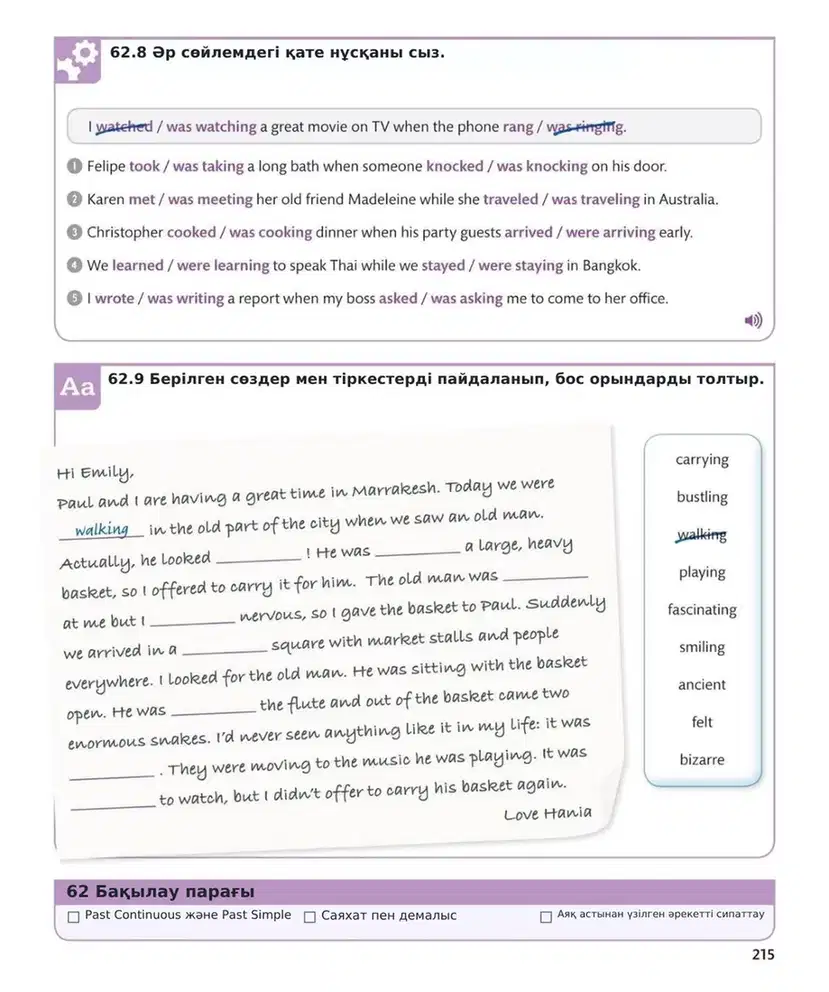 62.8 Әр сөйлемдегі қате нұсқаны сыз.
I watched / was watching a great movie on TV when the phone rang / was ringing.
1 Felipe took / was taking a long bath when someone knocked / was knocking on his door.
2 Karen met / was meeting her old friend Madeleine while she traveled / was traveling in Australia.
3 Christopher cooked / was cooking dinner when his party guests arrived / were arriving early.
4 We learned / were learning to speak Thai while we stayed / were staying in Bangkok.
5 I wrote / was writing a report when my boss asked / was asking me to come to her office.
Aa
62.9 Берілген сөздер мен тіркестерді пайдаланып, бос орындарды толтыр.
Hi Emily,
Paul and I are having a great time in Marrakesh. Today we were
walking in the old part of the city when we saw an old man.
Actually, he looked __________ ! He was __________ a large, heavy
basket, so I offered to carry it for him. The old man was __________
at me but I __________ nervous, so I gave the basket to Paul. Suddenly
we arrived in a __________ square with market stalls and people
everywhere. I looked for the old man. He was sitting with the basket
open. He was __________ the flute and out of the basket came two
enormous snakes. I'd never seen anything like it in my life: it was
__________ . They were moving to the music he was playing. It was
__________ to watch, but I didn't offer to carry his basket again.
Love Hania
carrying
bustling
walking
playing
fascinating
smiling
ancient
felt
bizarre
62 Бақылау парағы
Past Continuous және Past Simple
Саяхат пен демалыс
Аяқ астынан үзілген әрекетті сипаттау
215